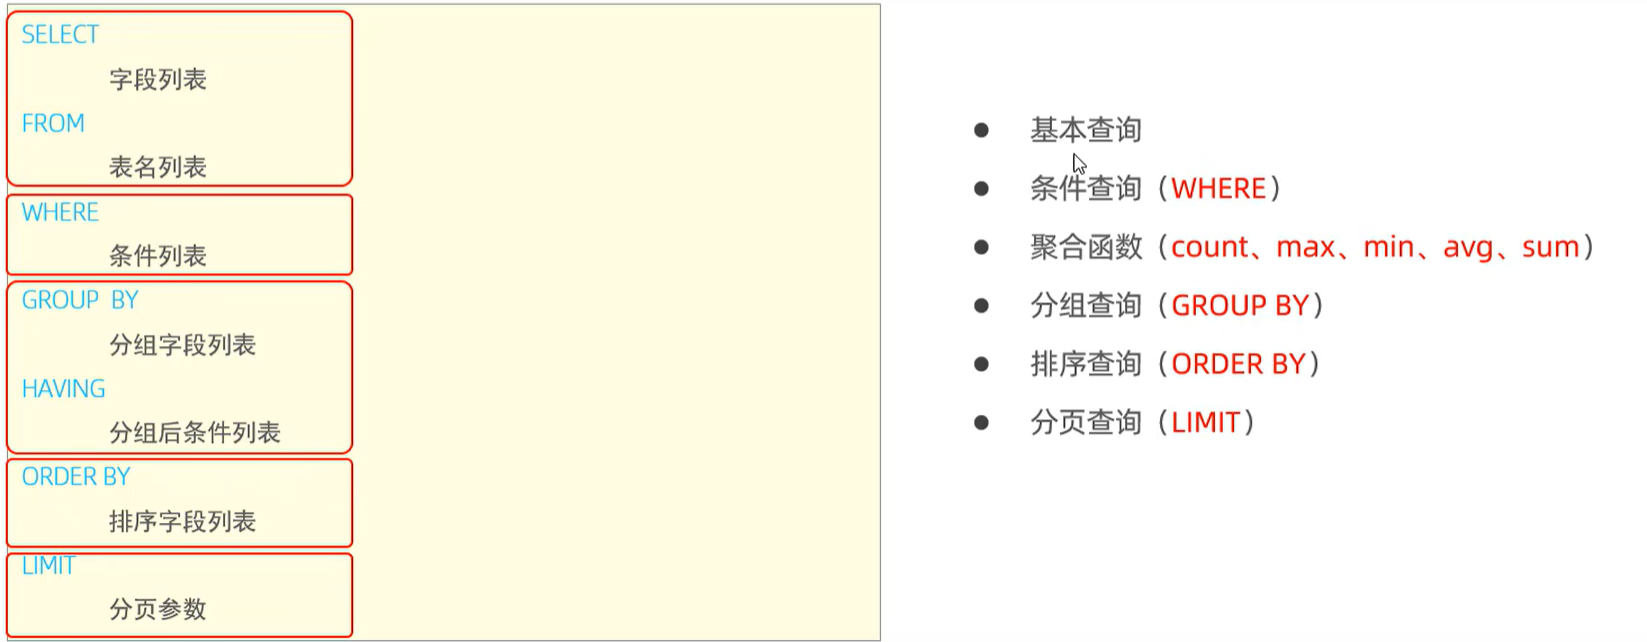 SELECT
字段列表
FROM
表名列表
WHERE
条件列表
GROUP BY
分组字段列表
HAVING
分组后条件列表
ORDER BY
排序字段列表
LIMIT
分页参数
基本查询
条件查询（WHERE）
聚合函数（count、max、min、avg、sum）
分组查询（GROUP BY）
排序查询（ORDER BY）
分页查询（LIMIT）